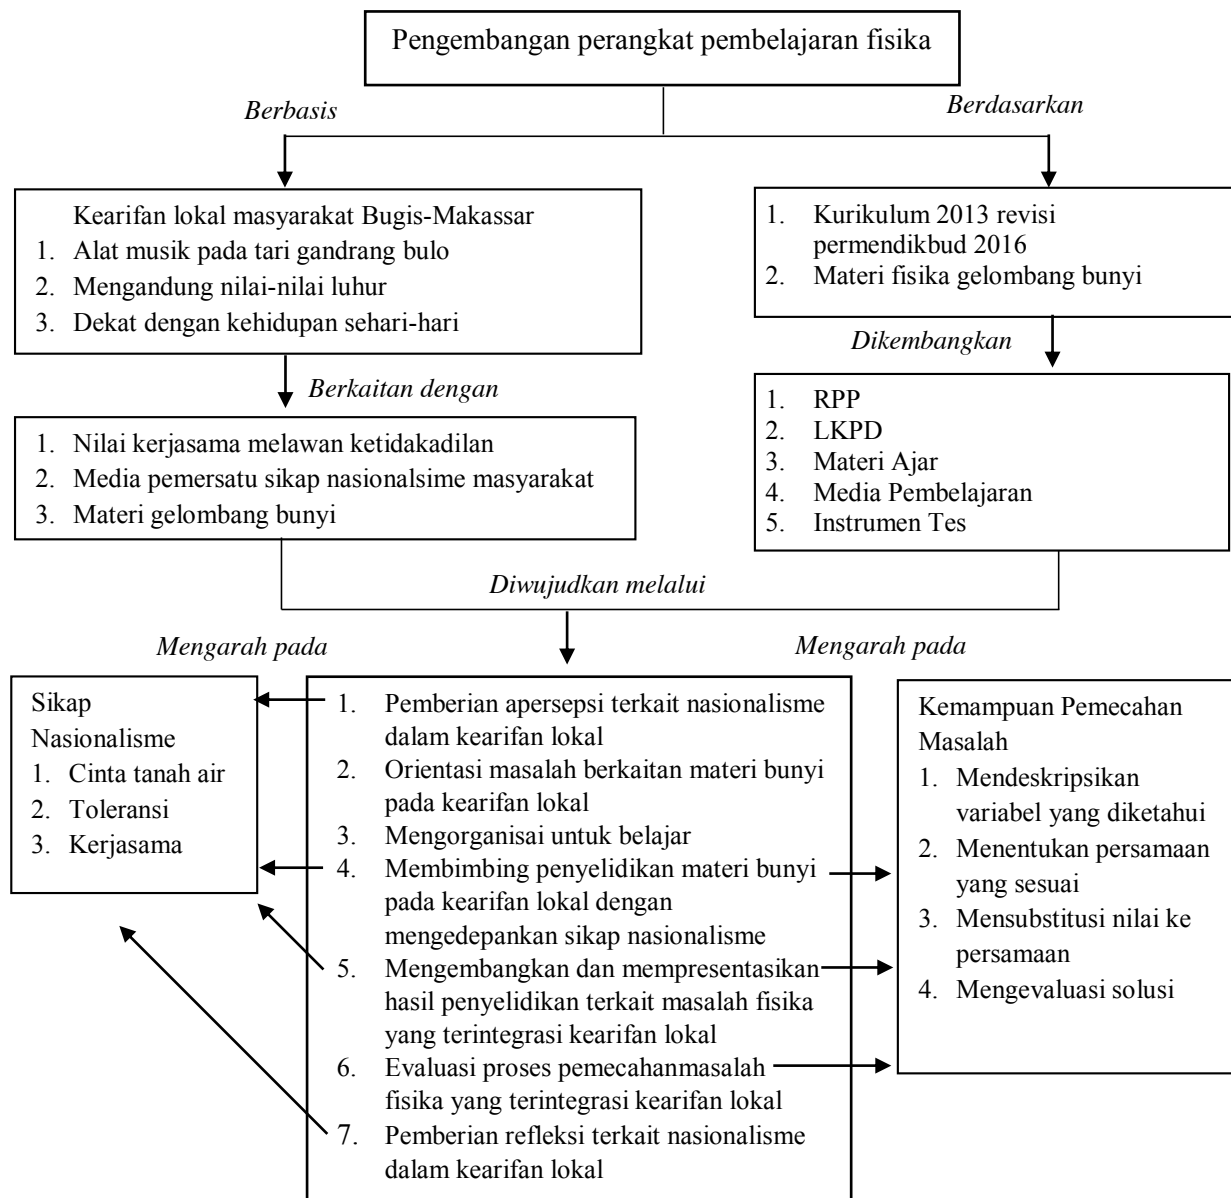 Pengembangan perangkat pembelajaran fisika
Berbasis
Berdasarkan
Kearifan lokal masyarakat Bugis-Makassar
1. Alat musik pada tari gandrang bulo
2. Mengandung nilai-nilai luhur
3. Dekat dengan kehidupan sehari-hari
1. Kurikulum 2013 revisi
permendikbud 2016
2. Materi fisika gelombang bunyi
Berkaitan dengan
Dikembangkan
1. Nilai kerjasama melawan ketidakadilan
2. Media pemersatu sikap nasionalsime masyarakat
3. Materi gelombang bunyi
1. RPP
2. LKPD
3. Materi Ajar
4. Media Pembelajaran
5. Instrumen Tes
Diwujudkan melalui
Mengarah pada
Mengarah pada
Sikap
Nasionalisme
1. Cinta tanah air
2. Toleransi
3. Kerjasama
1. Pemberian apersepsi terkait nasionalisme
dalam kearifan lokal
2. Orientasi masalah berkaitan materi bunyi
pada kearifan lokal
3. Mengorganisai untuk belajar
4. Membimbing penyelidikan materi bunyi
pada kearifan lokal dengan
mengedepankan sikap nasionalisme
5. Mengembangkan dan mempresentasikan
hasil penyelidikan terkait masalah fisika
yang terintegrasi kearifan lokal
6. Evaluasi proses pemecahanmasalah
fisika yang terintegrasi kearifan lokal
7. Pemberian refleksi terkait nasionalisme
dalam kearifan lokal
Kemampuan Pemecahan
Masalah
1. Mendeskripsikan
variabel yang diketahui
2. Menentukan persamaan
yang sesuai
3. Mensubstitusi nilai ke
persamaan
4. Mengevaluasi solusi